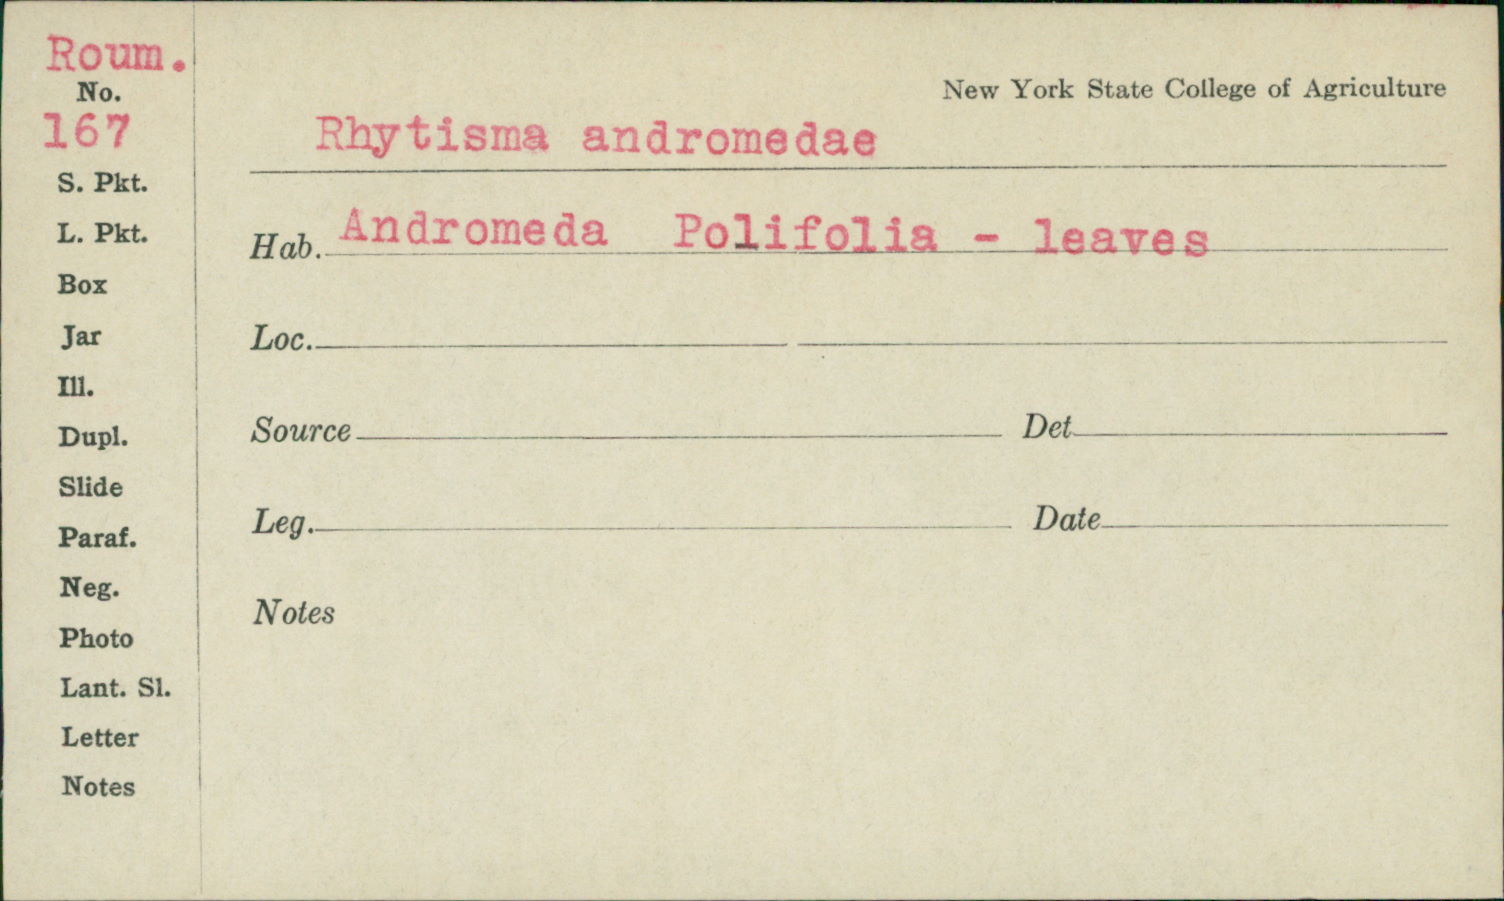 Roum.
No.
167
S. Pkt.
L. Pkt.
Box
Jar
Ill.
Dupl.
Slide
Paraf.
Neg.
Photo
Lant. Sl.
Letter
Notes
New York State College of Agriculture
Rhytisma andromedae
Hab. Andromeda Polifolia - leaves
Loc.
Source Det
Leg. Date
Notes